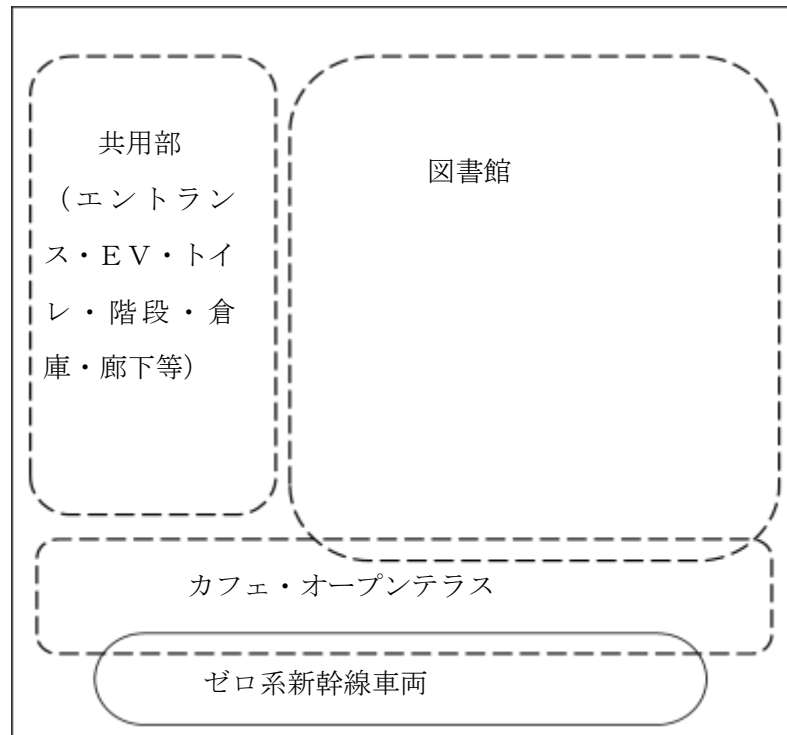 共用部
（エントラン
ス・ＥＶ・トイ
レ・階段・倉
庫・廊下等）
図書館
カフェ・オープンテラス
ゼロ系新幹線車両